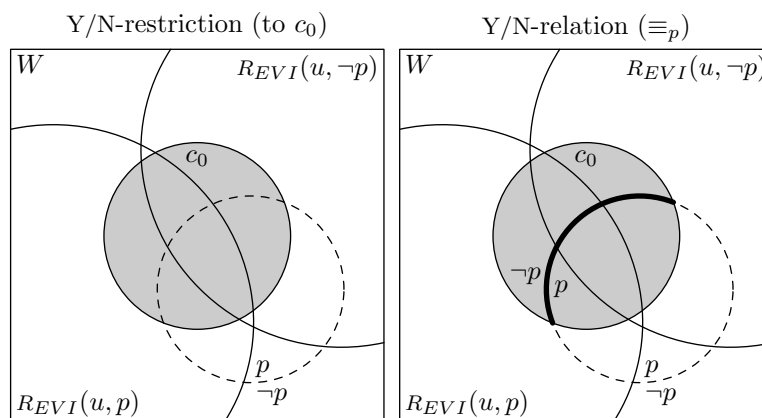 Y/N-restriction (to c₀)
W
R_EVI(u, ¬p)
c₀
p
¬p
R_EVI(u, p)
Y/N-relation (≡ₚ)
W
R_EVI(u, ¬p)
c₀
¬p
p
p
¬p
R_EVI(u, p)